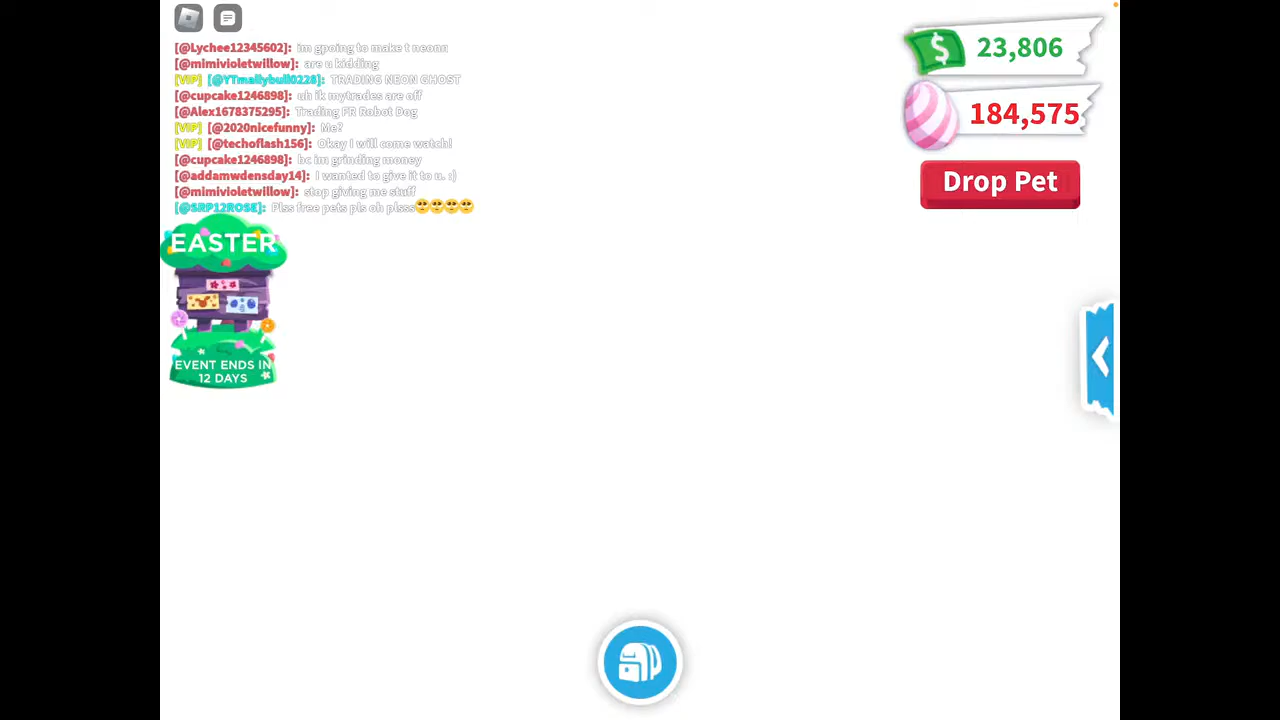 [@Lychee12345602]: im gpoing to make t neonn
[@mimivioletwillow]: are u kidding
[VIP] [@YTmallybull0228]: TRADING NEON GHOST
[@cupcake1246898]: uh ik mytrades are off
[@Alex1678375295]: Trading FR Robot Dog
[VIP] [@2020nicefunny]: Me?
[VIP] [@techoflash156]: Okay I will come watch!
[@cupcake1246898]: bc im grinding money
[@addamwdensday14]: I wanted to give it to u. :)
[@mimivioletwillow]: stop giving me stuff
[@SRP12ROSE]: Plss free pets pls oh plsss🥺🥺🥺🥺
EASTER
EVENT ENDS IN
12 DAYS
$ 23,806
184,575
Drop Pet